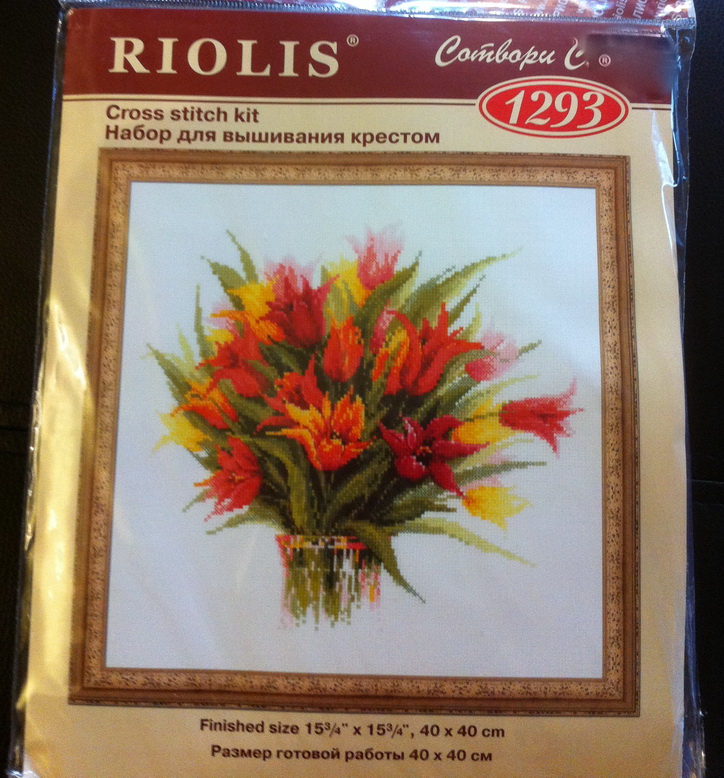 RIOLIS®
Сотвори С ®
1293
Cross stitch kit
Набор для вышивания крестом
Finished size 15³/₄" x 15³/₄", 40 x 40 cm
Размер готовой работы 40 x 40 см